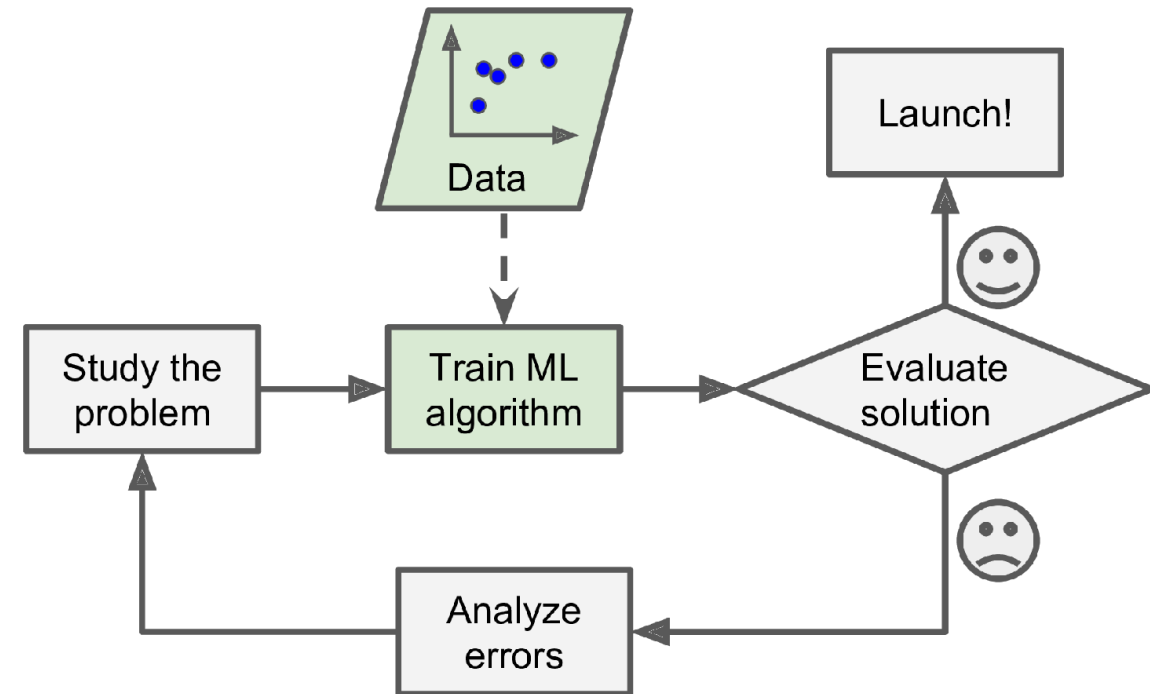 Data
Launch!
Study the
problem
Train ML
algorithm
Evaluate
solution
Analyze
errors